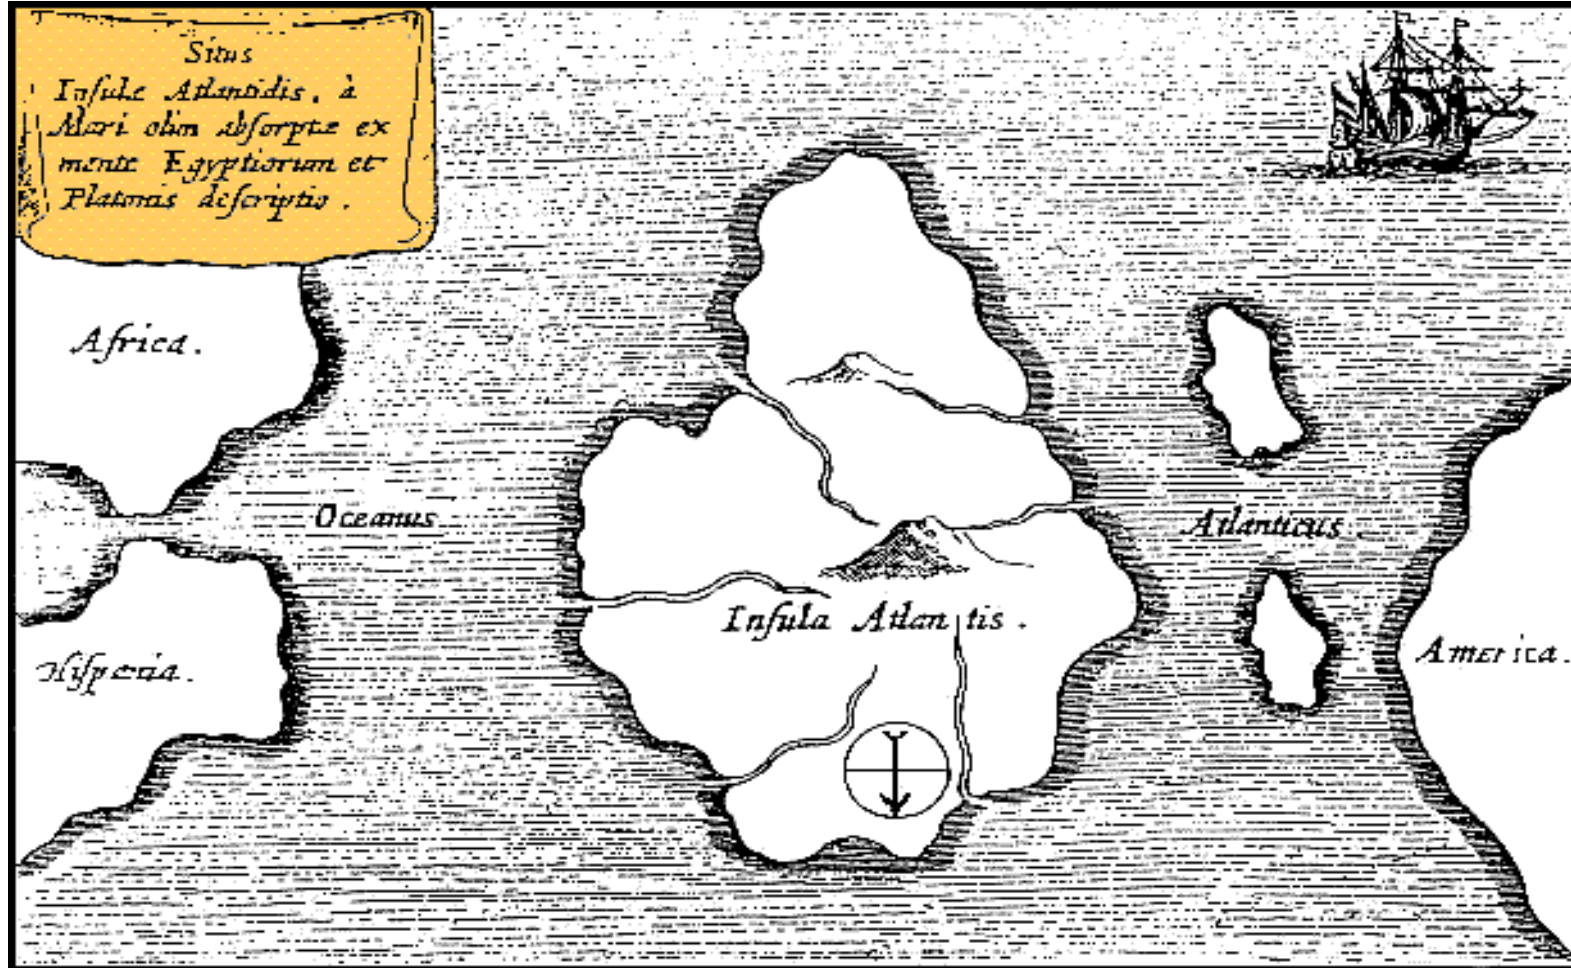 Situs
Insulæ Atlantidis, à
Mari olim absorptæ ex
mente Egyptiorum et
Platonis descriptio.
Africa.
Oceanus
Atlanticus.
Insula Atlantis.
Hispania.
America.